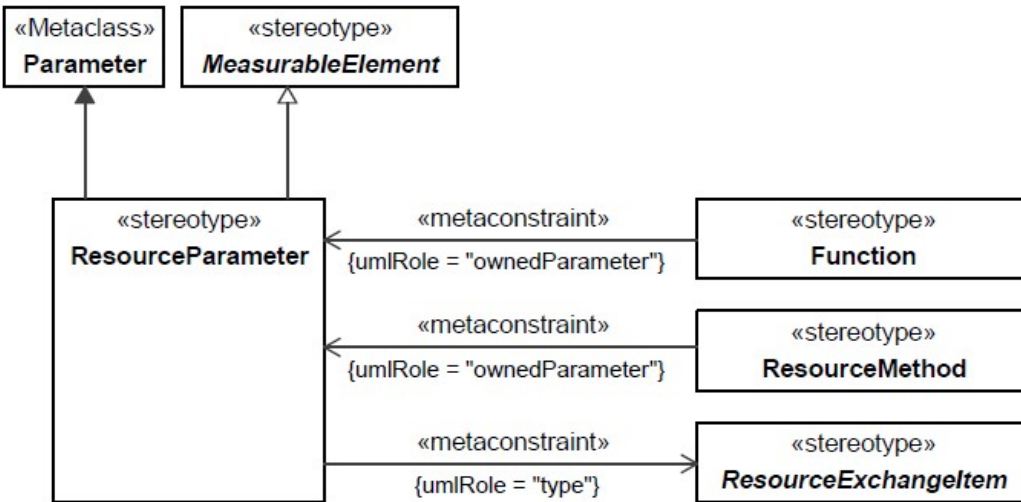 «Metaclass»
Parameter
«stereotype»
MeasurableElement
«stereotype»
ResourceParameter
«metaconstraint»
{umlRole = "ownedParameter"}
«stereotype»
Function
«metaconstraint»
{umlRole = "ownedParameter"}
«stereotype»
ResourceMethod
«metaconstraint»
{umlRole = "type"}
«stereotype»
ResourceExchangeItem